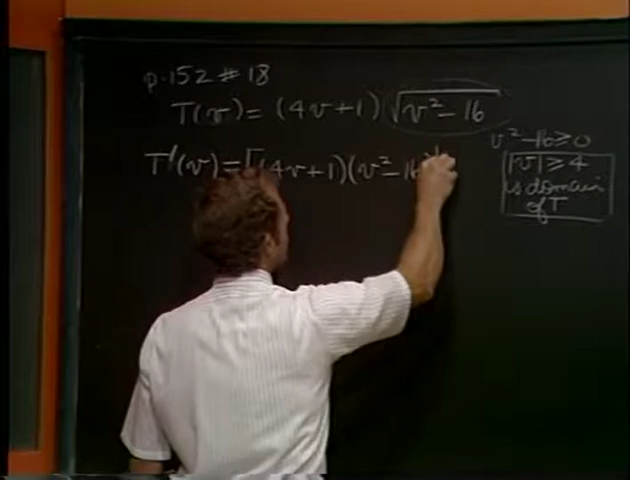 p.152 #18
T(v) = (4v+1) √v² - 16
v² - 16 ≥ 0
|v| ≥ 4
is domain
of T
T'(v) = [(4v+1)(v² - 16